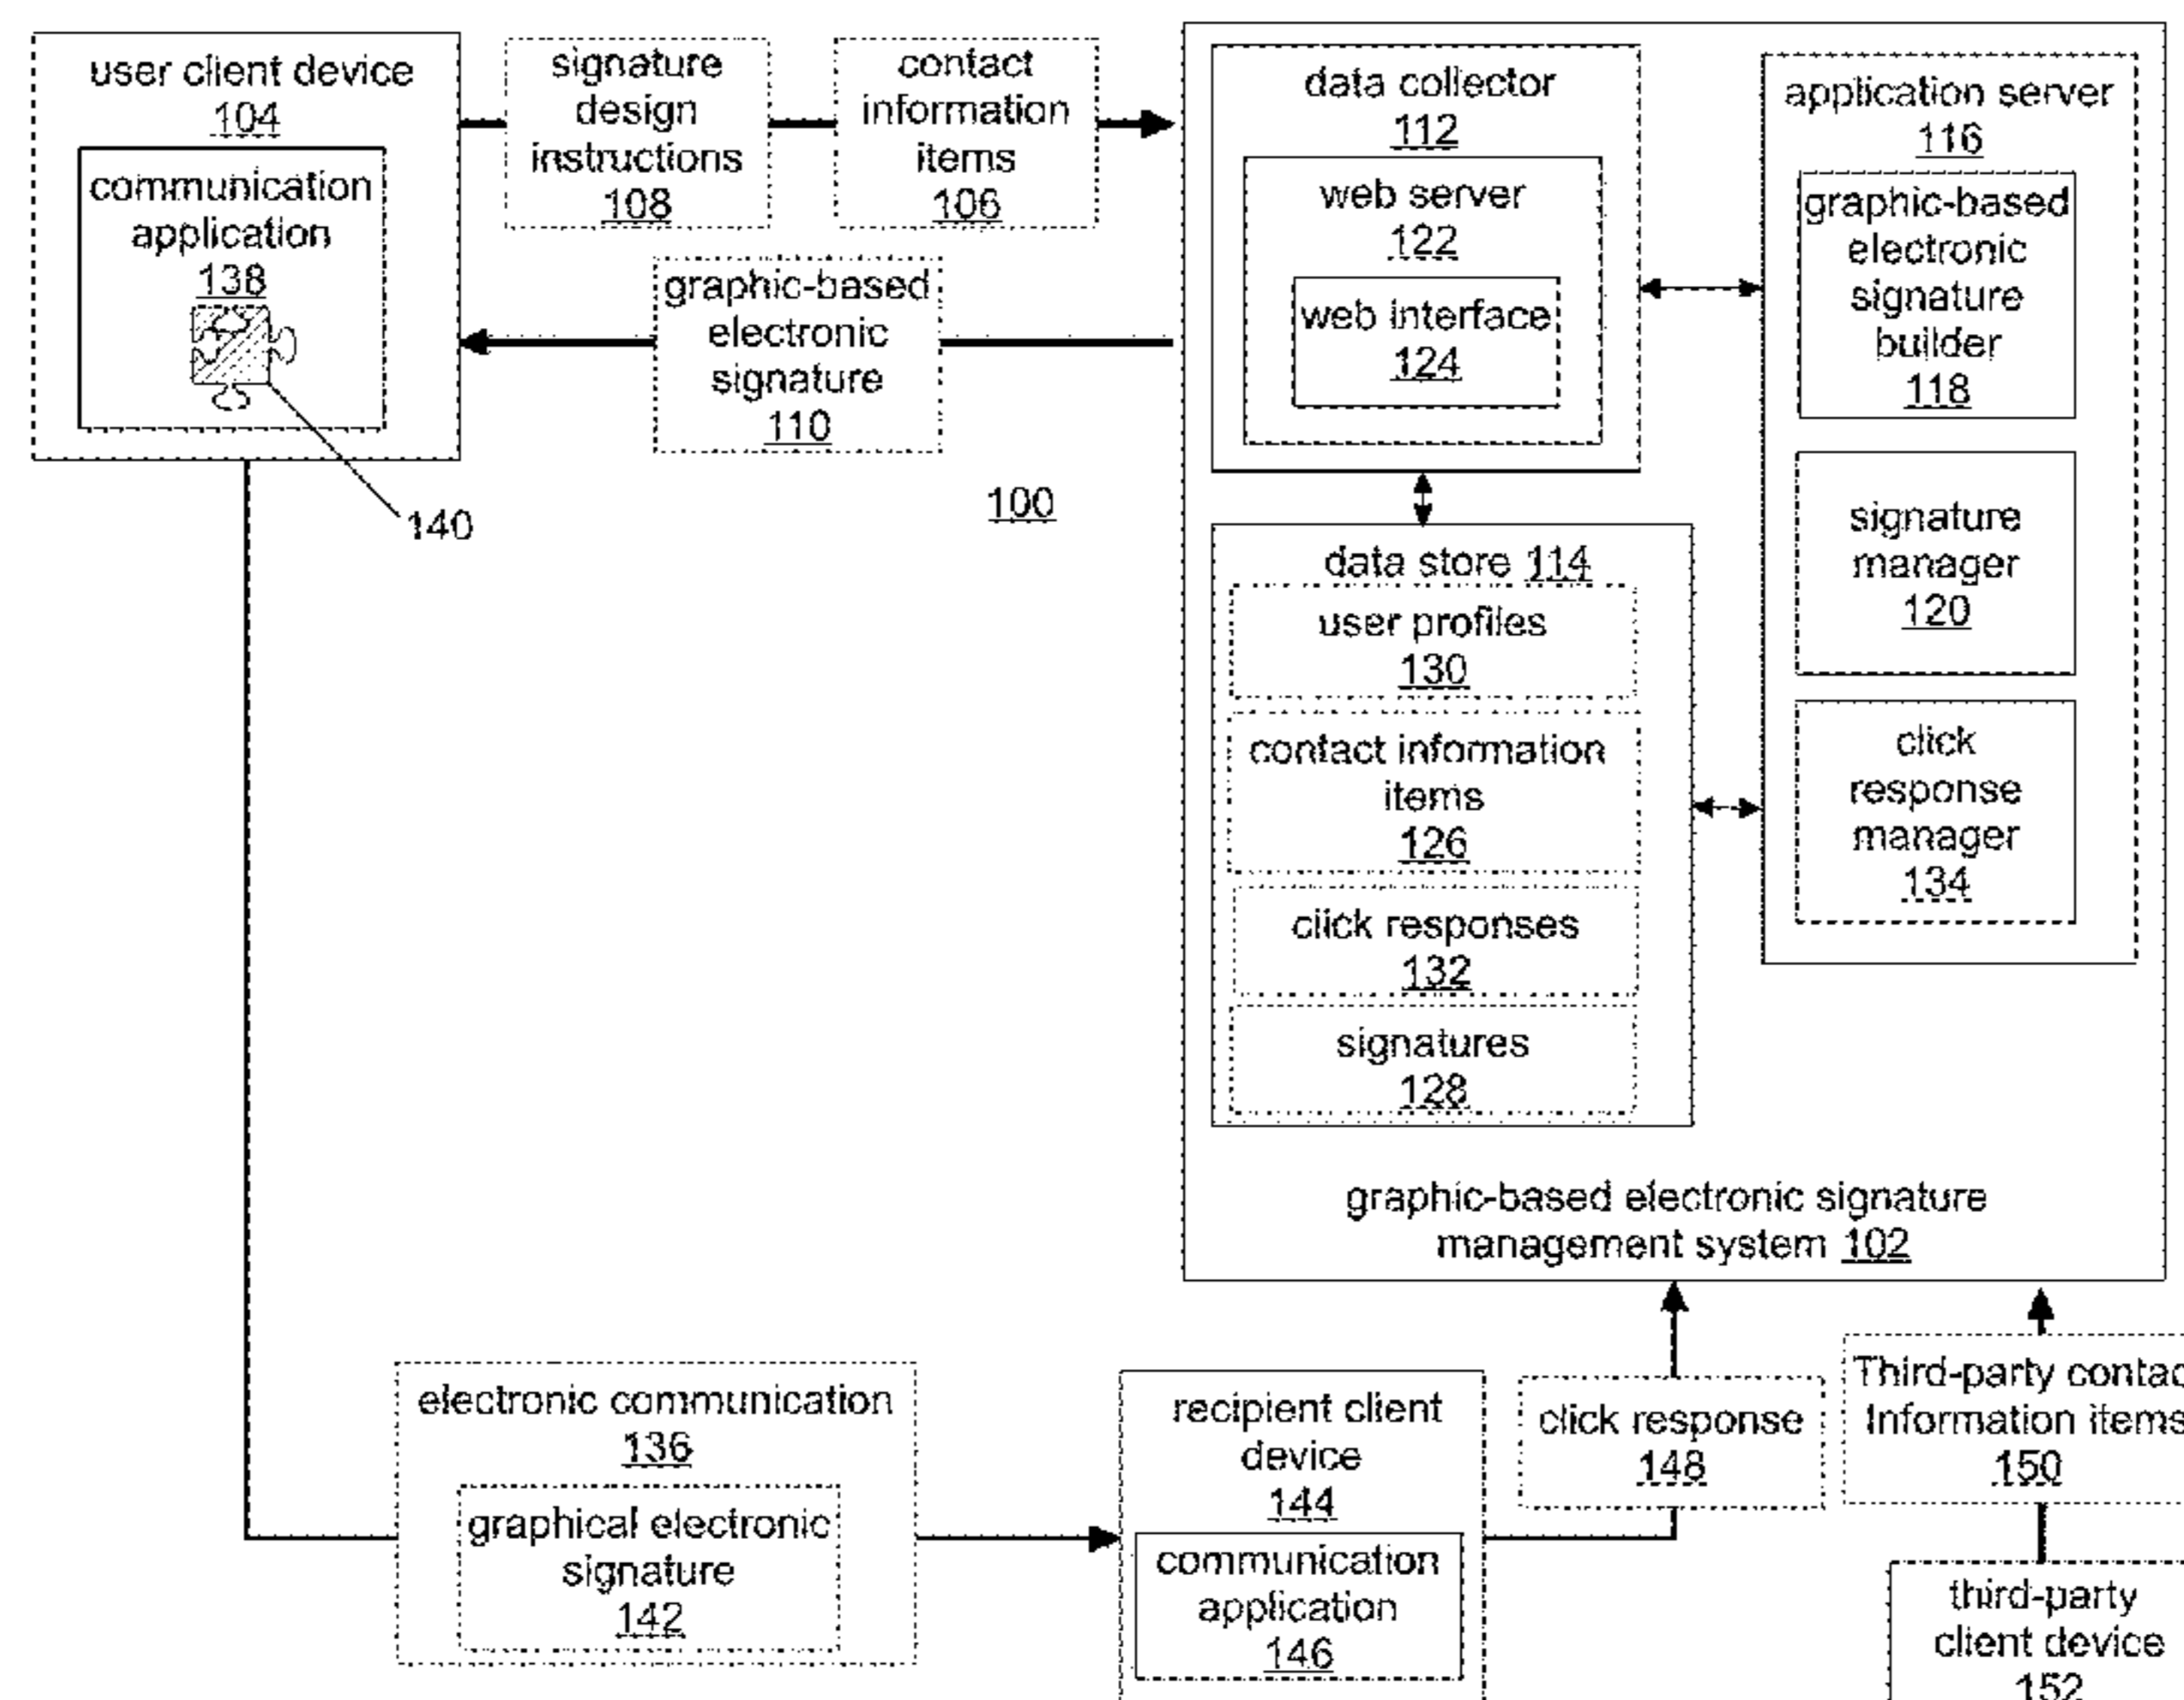 user client device
104
communication
application
138
140
signature
design
instructions
108
contact
information
items
106
graphic-based
electronic
signature
110
100
data collector
112
web server
122
web interface
124
application server
116
graphic-based
electronic
signature
builder
118
signature
manager
120
click
response
manager
134
data store 114
user profiles
130
contact information
items
126
click responses
132
signatures
128
graphic-based electronic signature
management system 102
electronic communication
136
graphical electronic
signature
142
recipient client
device
144
communication
application
146
click response
148
Third-party contac
Information items
150
third-party
client device
152